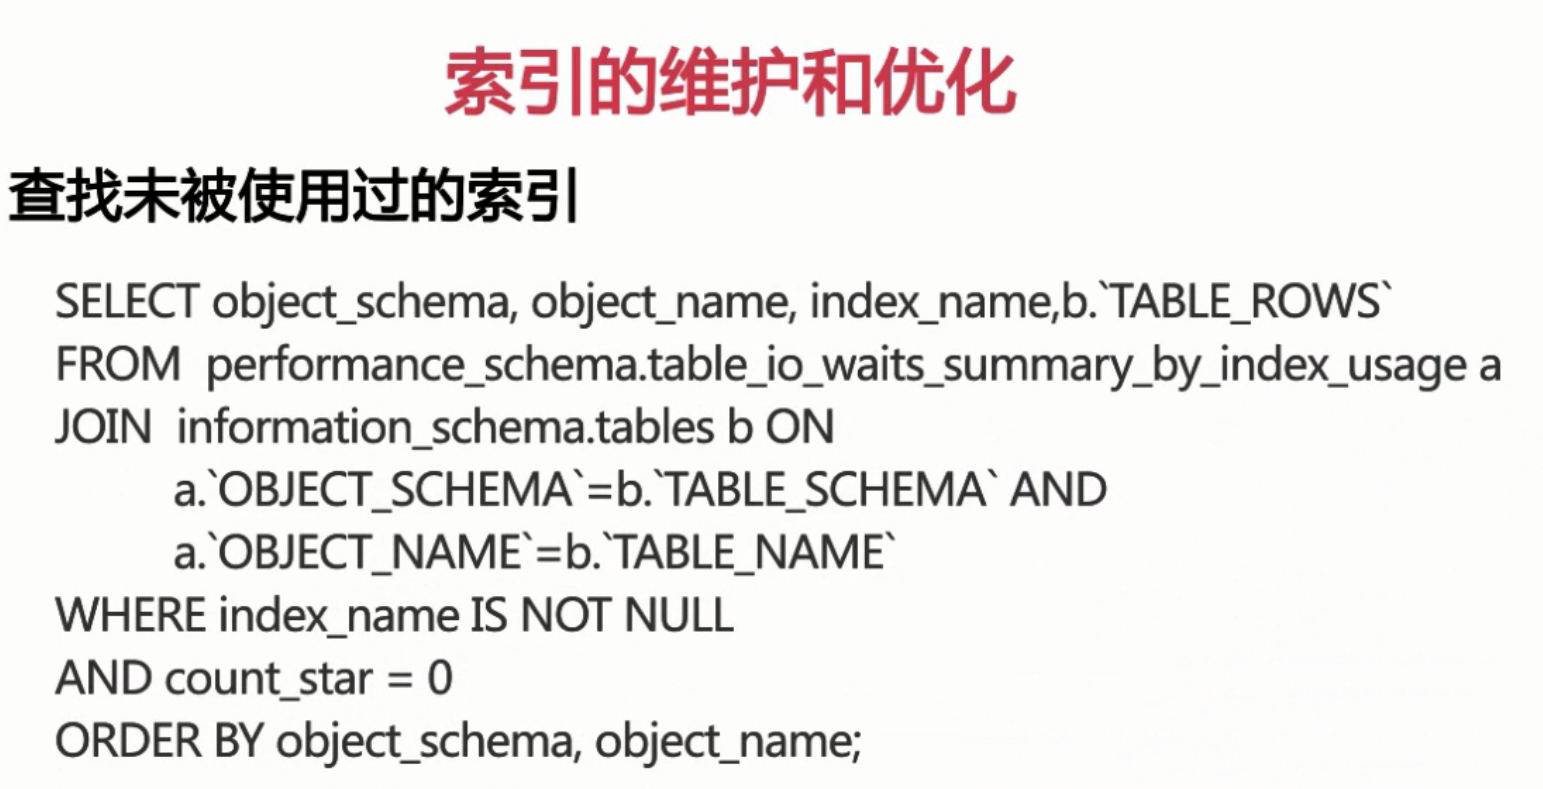 索引的维护和优化
查找未被使用过的索引
SELECT object_schema, object_name, index_name,b.`TABLE_ROWS`
FROM  performance_schema.table_io_waits_summary_by_index_usage a
JOIN  information_schema.tables b ON
a.`OBJECT_SCHEMA`=b.`TABLE_SCHEMA` AND
a.`OBJECT_NAME`=b.`TABLE_NAME`
WHERE index_name IS NOT NULL
AND count_star = 0
ORDER BY object_schema, object_name;